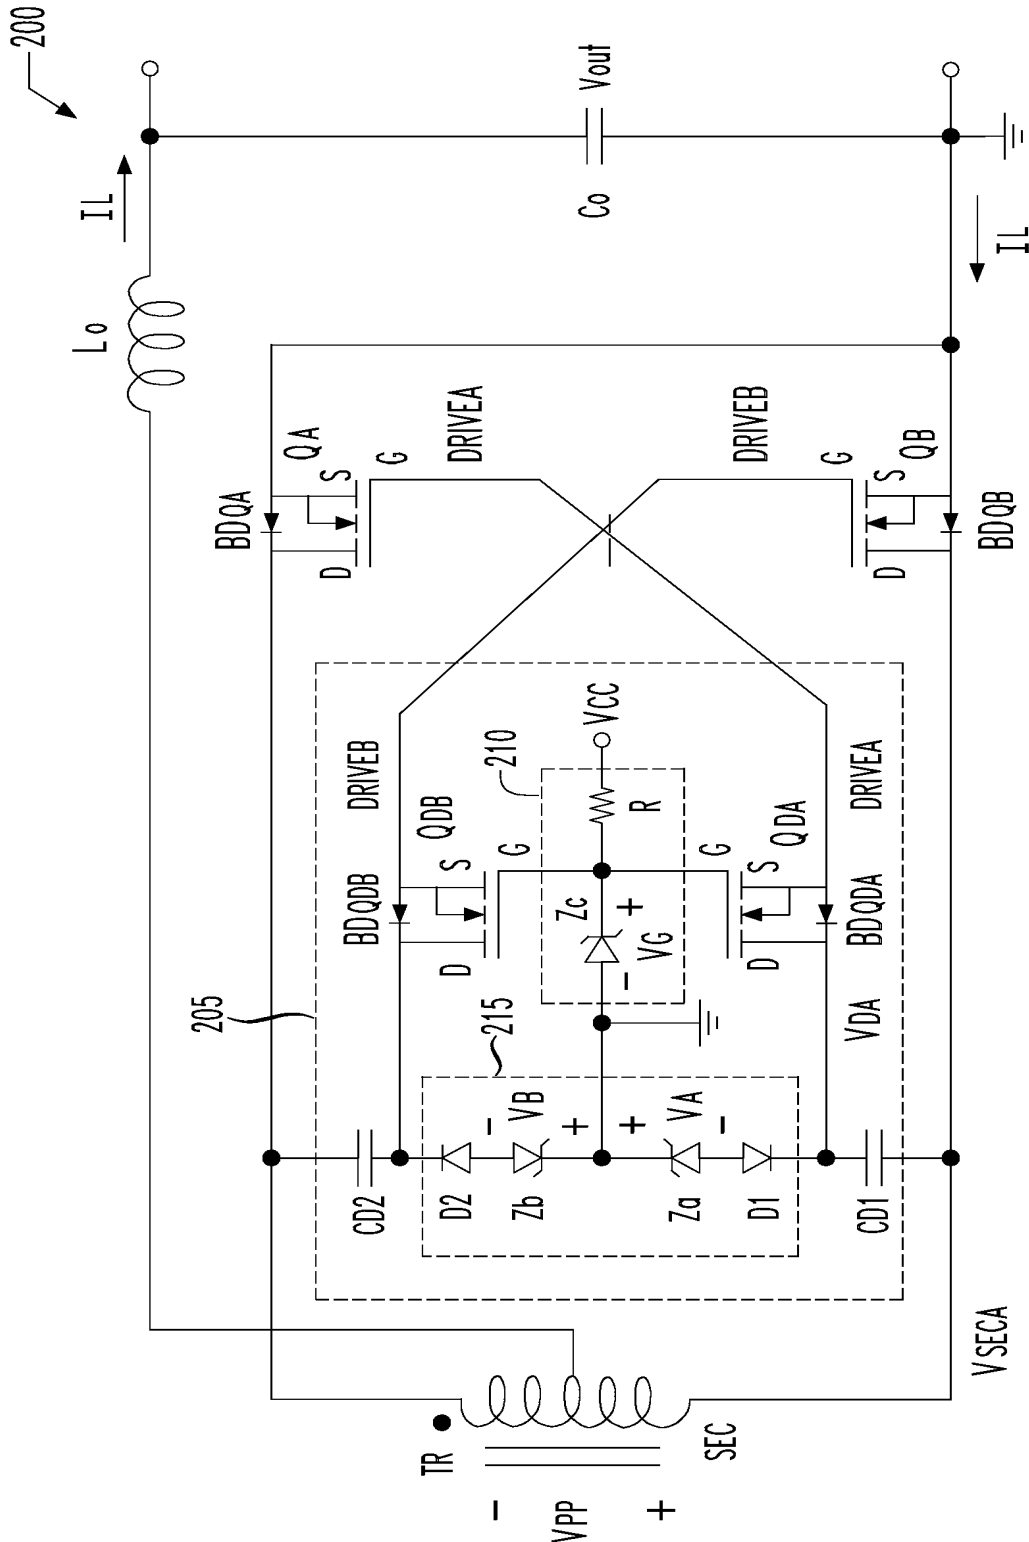 200
IL
Lo
Co
Vout
IL
BDQA
QA
D
S
G
DRIVEA
DRIVEB
G
D
S
QB
BDQB
205
DRIVEB
BDQDB
QDB
D
S
G
210
VCC
R
Zc
+
VG
-
G
D
S
QDA
BDQDA
DRIVEA
VDA
215
CD2
D2
Zb
-
VB
+
+
VA
-
Za
D1
CD1
TR
SEC
-
VPP
+
VSECA